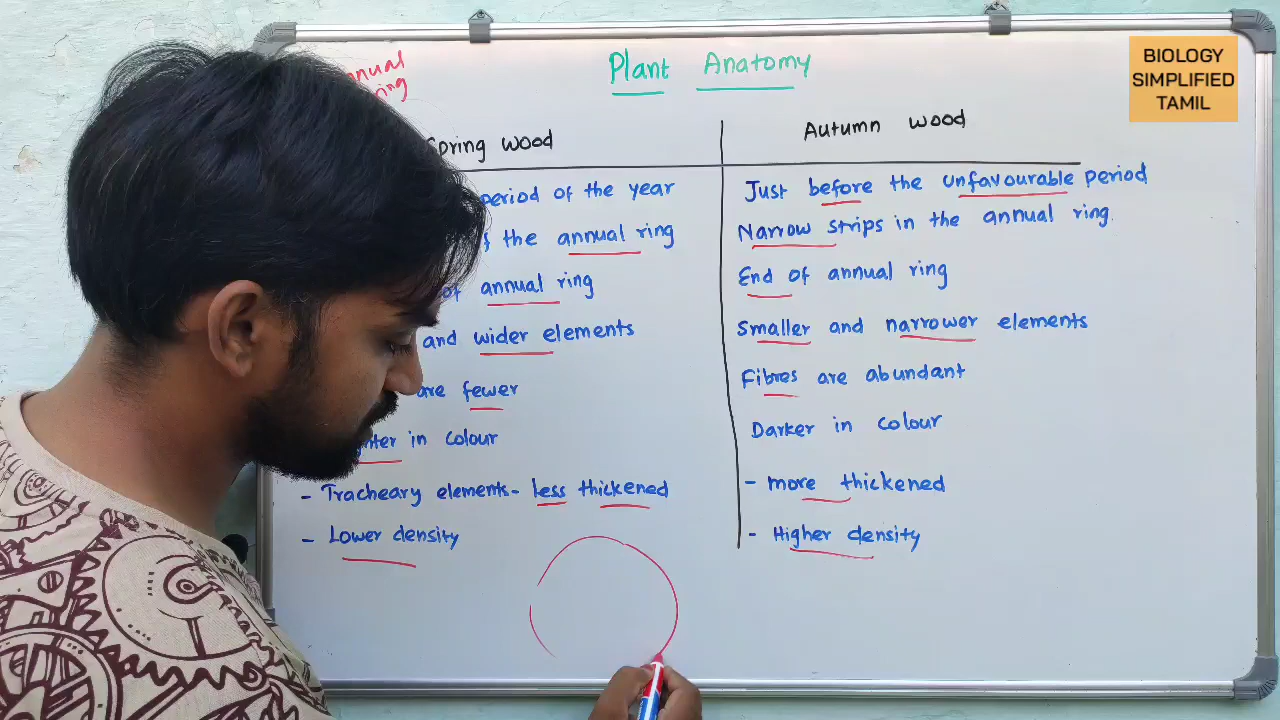 Plant Anatomy
BIOLOGY
SIMPLIFIED
TAMIL
Spring wood
Autumn wood
period of the year
Just before the unfavourable period
the annual ring
Narrow strips in the annual ring
of annual ring
End of annual ring
and wider elements
Smaller and narrower elements
are fewer
Fibres are abundant
in colour
Darker in colour
- Tracheary elements - less thickened
- more thickened
- Lower density
- Higher density